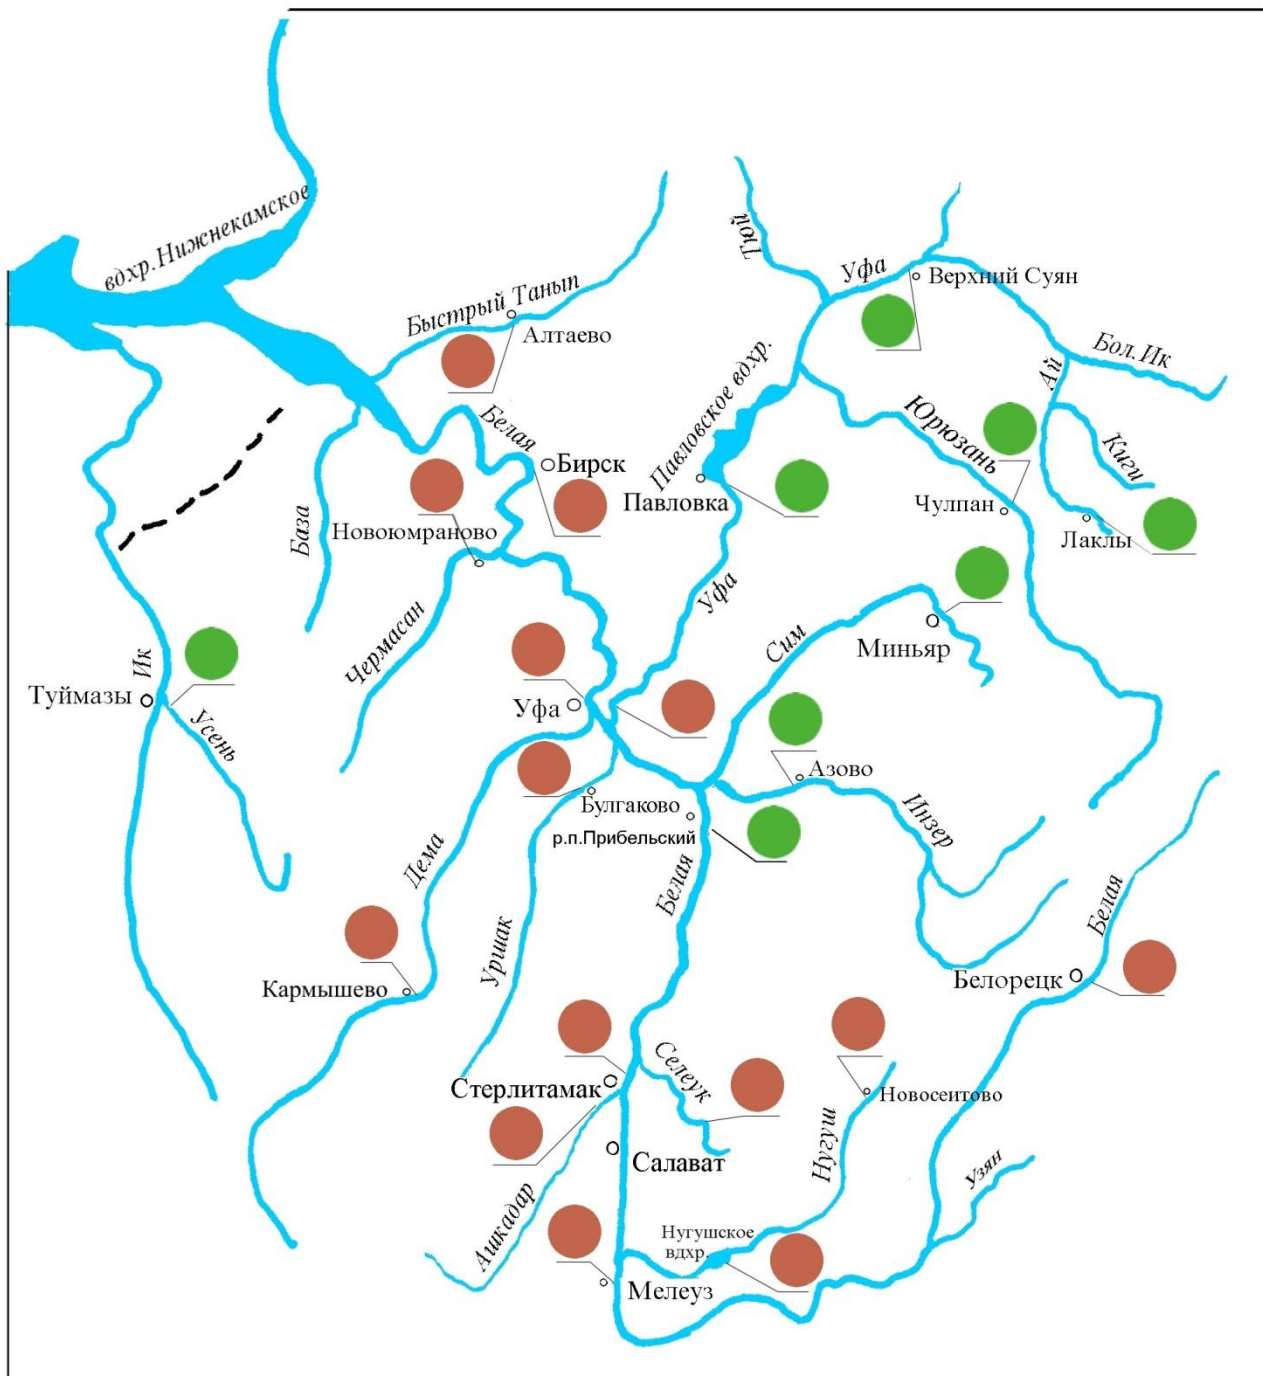 вдхр.Нижнекамское
Тюй
Уфа
Верхний Суян
Быстрый Танып
Алтаево
Бол.Ик
Ай
Павловское вдхр.
Юрюзань
Киги
Белая
Бирск
Павловка
Чулпан
Лаклы
База
Новоюмраново
Уфа
Чермасан
Сим
Миньяр
Ик
Туймазы
Усень
Уфа
Азово
Булгаково
Инзер
р.п.Прибельский
Дема
Белая
Белая
Уршак
Кармышево
Белорецк
Селеук
Стерлитамак
Новосеитово
Нугуш
Салават
Узян
Ашкадар
Нугушское
вдхр.
Мелеуз